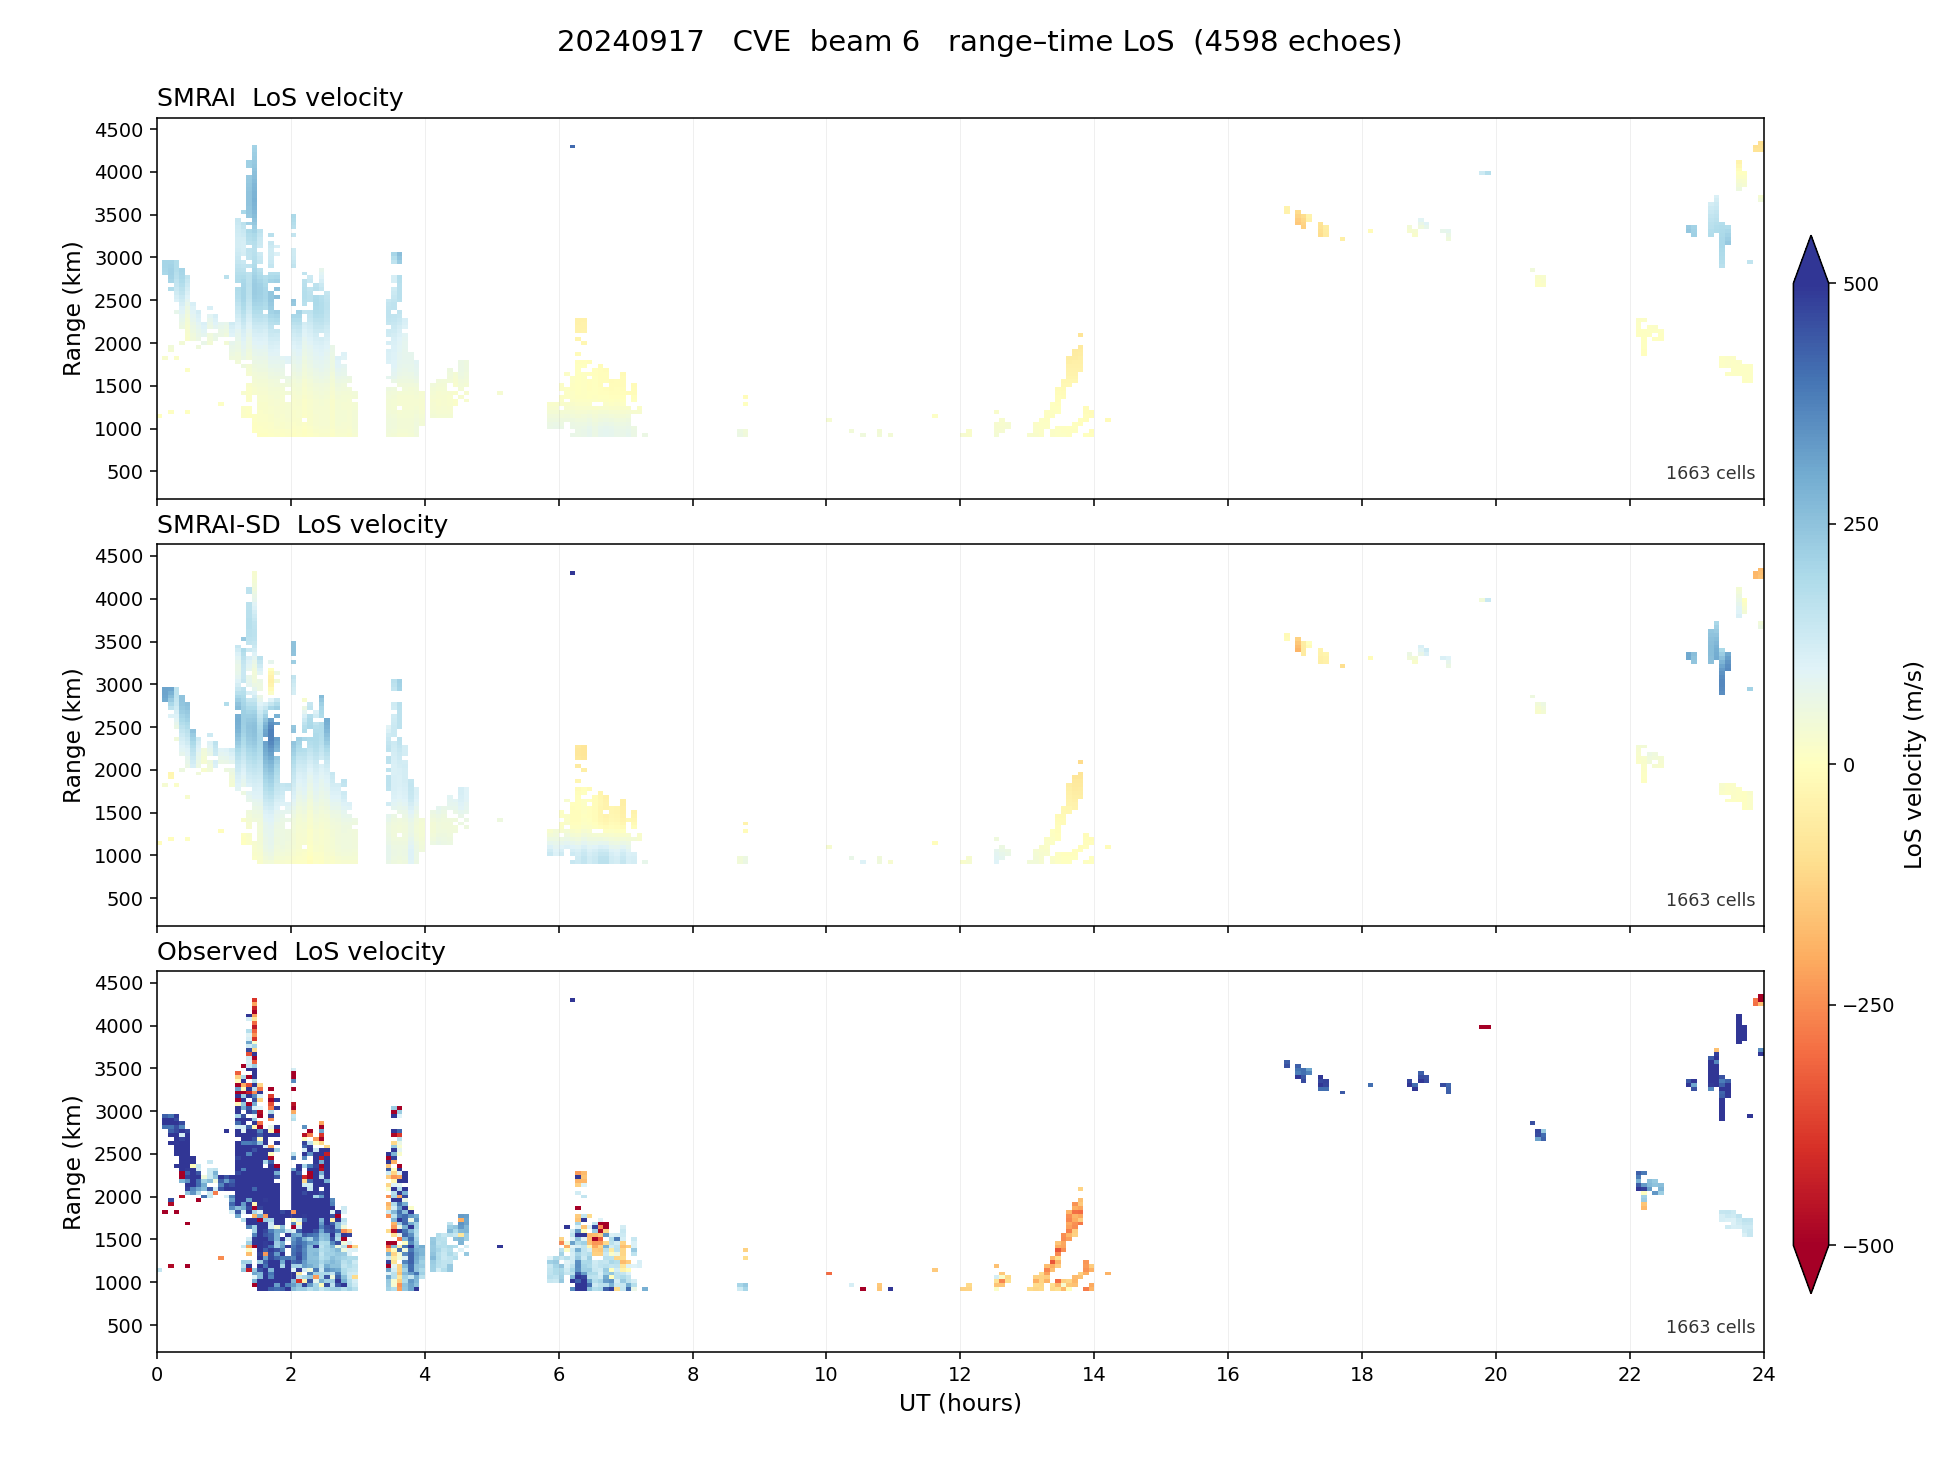 20240917   CVE  beam 6   range–time LoS  (4598 echoes)
SMRAI  LoS velocity
4500
4000
3500
3000
2500
2000
1500
1000
500
Range (km)
1663 cells
SMRAI-SD  LoS velocity
4500
4000
3500
3000
2500
2000
1500
1000
500
Range (km)
1663 cells
Observed  LoS velocity
4500
4000
3500
3000
2500
2000
1500
1000
500
Range (km)
1663 cells
0 2 4 6 8 10 12 14 16 18 20 22 24
UT (hours)
500
250
0
−250
−500
LoS velocity (m/s)